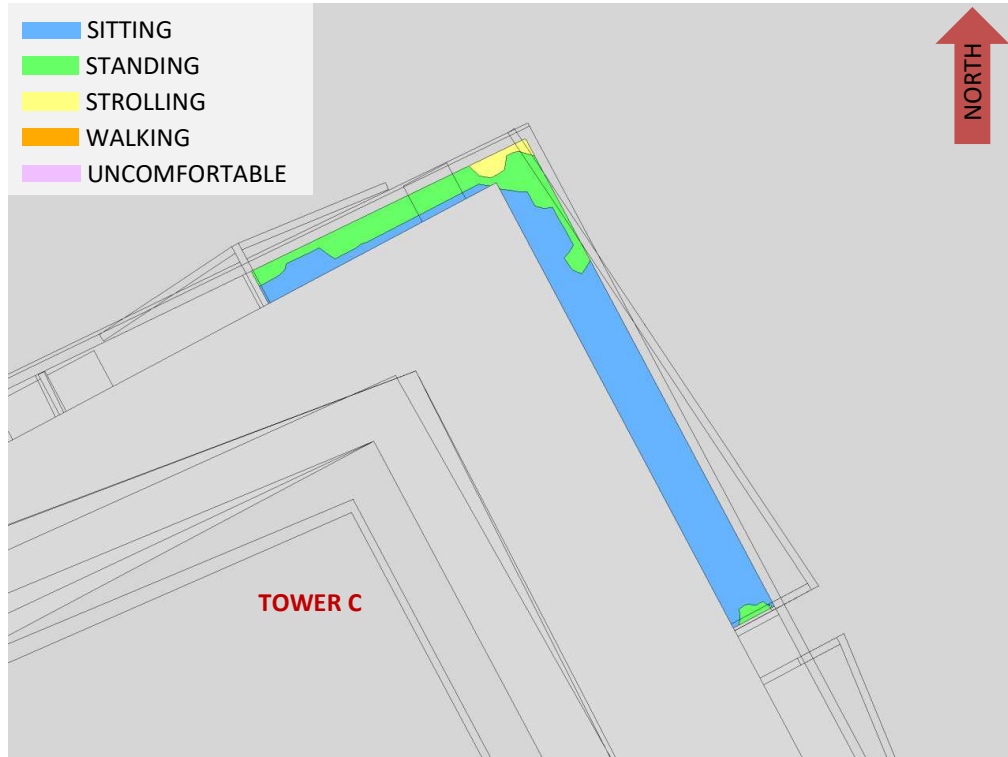 SITTING
STANDING
STROLLING
WALKING
UNCOMFORTABLE
NORTH
TOWER C